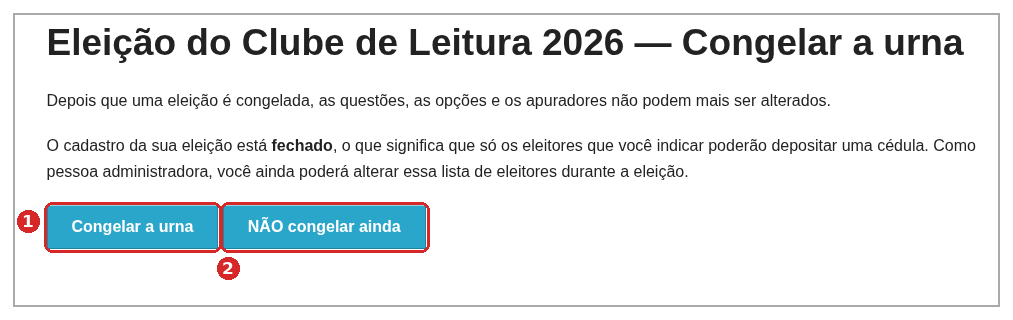 Eleição do Clube de Leitura 2026 — Congelar a urna
Depois que uma eleição é congelada, as questões, as opções e os apuradores não podem mais ser alterados.
O cadastro da sua eleição está fechado, o que significa que só os eleitores que você indicar poderão depositar uma cédula. Como
pessoa administradora, você ainda poderá alterar essa lista de eleitores durante a eleição.
1 Congelar a urna NÃO congelar ainda
2